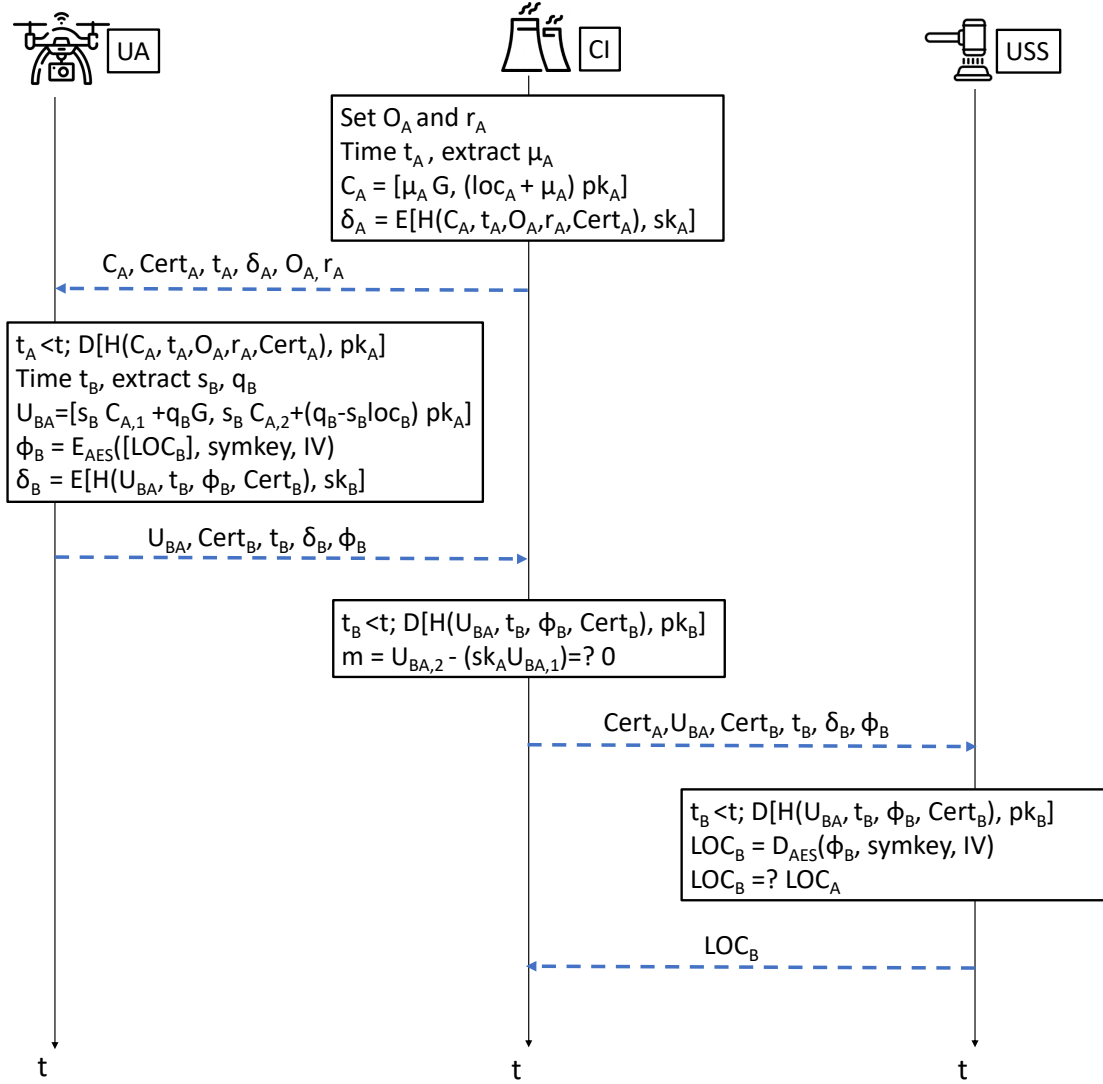 UA
CI
USS
Set O_A and r_A
Time t_A , extract μ_A
C_A = [μ_A G, (loc_A + μ_A) pk_A]
δ_A = E[H(C_A, t_A,O_A,r_A,Cert_A), sk_A]
C_A, Cert_A, t_A, δ_A, O_A, r_A
t_A <t; D[H(C_A, t_A,O_A,r_A,Cert_A), pk_A]
Time t_B, extract s_B, q_B
U_BA=[s_B C_A,1 +q_BG, s_B C_A,2+(q_B-s_Bloc_B) pk_A]
ϕ_B = E_AES([LOC_B], symkey, IV)
δ_B = E[H(U_BA, t_B, ϕ_B, Cert_B), sk_B]
U_BA, Cert_B, t_B, δ_B, ϕ_B
t_B <t; D[H(U_BA, t_B, ϕ_B, Cert_B), pk_B]
m = U_BA,2 - (sk_AU_BA,1)=? 0
Cert_A,U_BA, Cert_B, t_B, δ_B, ϕ_B
t_B <t; D[H(U_BA, t_B, ϕ_B, Cert_B), pk_B]
LOC_B = D_AES(ϕ_B, symkey, IV)
LOC_B =? LOC_A
LOC_B
t
t
t